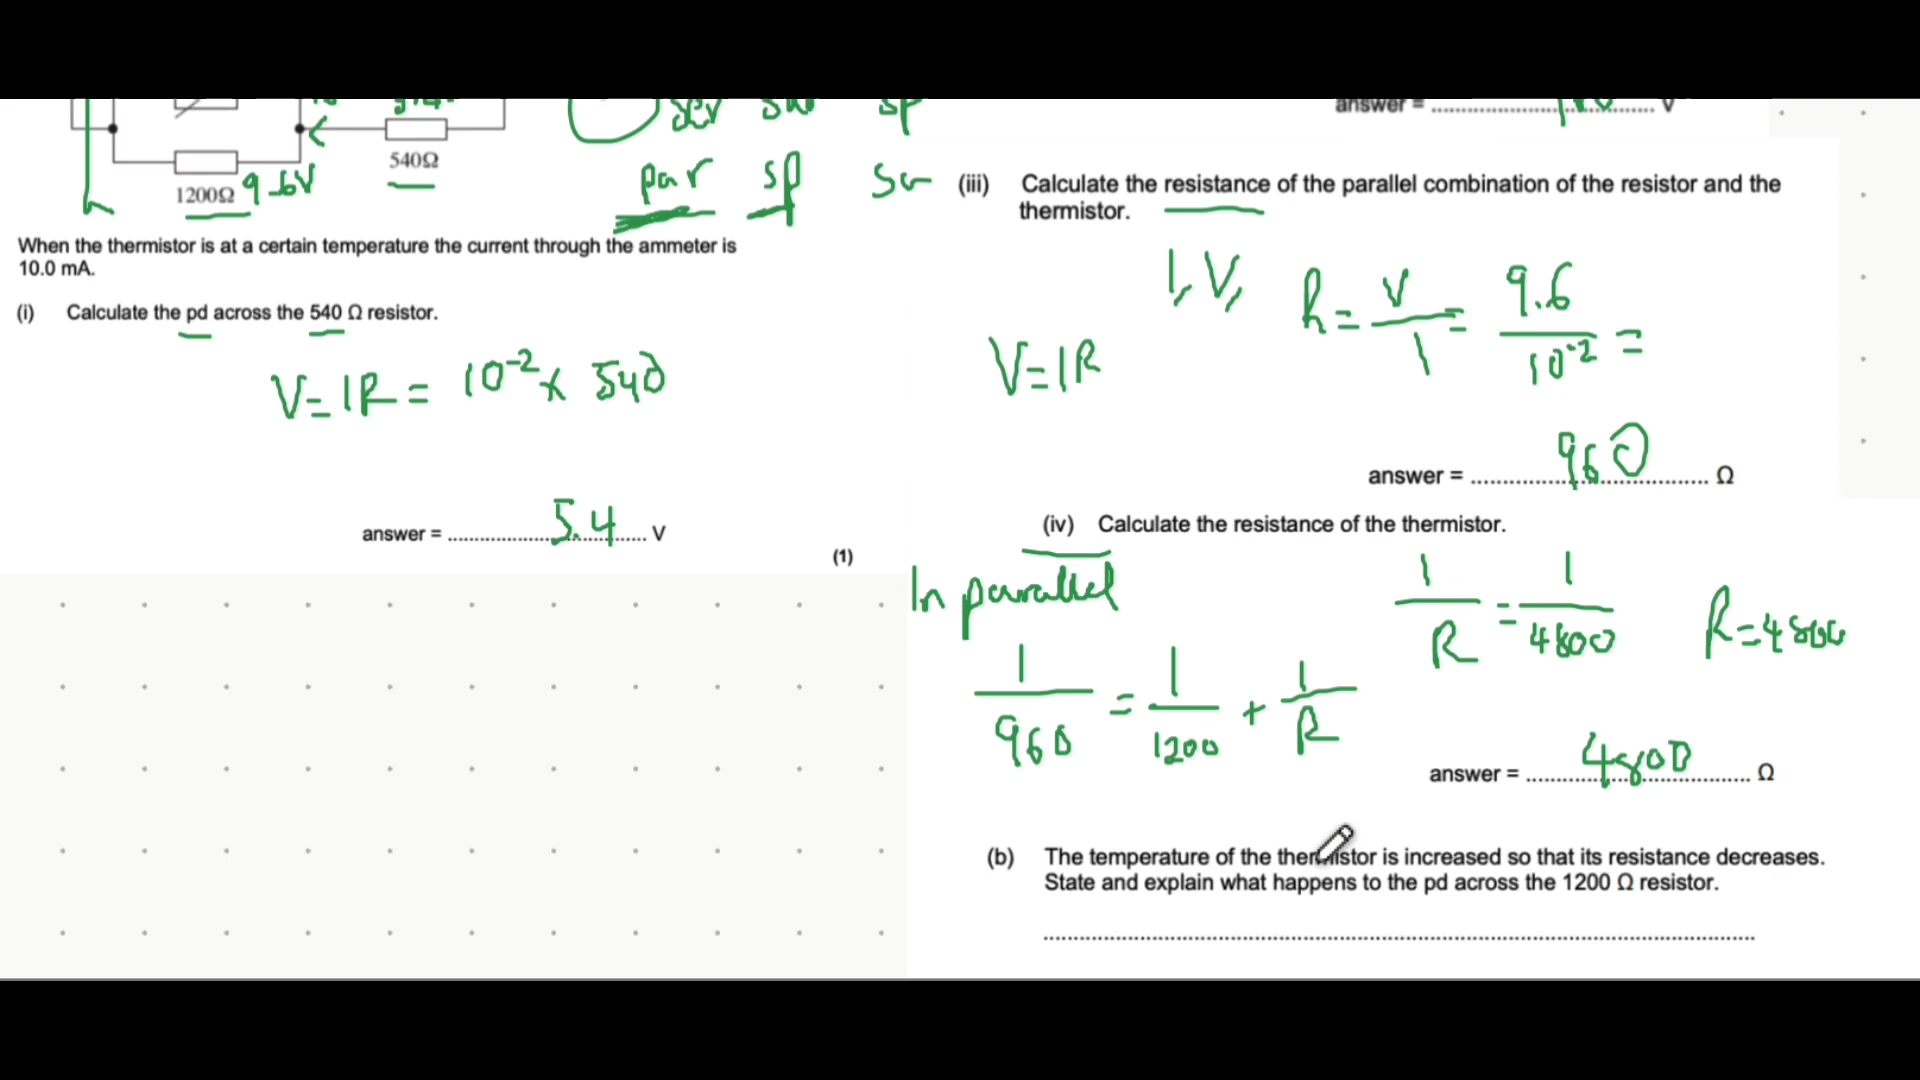 540Ω
1200Ω 9.6V
par sp sv
When the thermistor is at a certain temperature the current through the ammeter is
10.0 mA.
(i) Calculate the pd across the 540 Ω resistor.
V=IR= 10⁻² x 540
answer = 5.4 V
(1)
answer = V
(iii) Calculate the resistance of the parallel combination of the resistor and the
thermistor.
I, V, R = V/I = 9.6/10⁻² =
V=IR
answer = 960 Ω
(iv) Calculate the resistance of the thermistor.
In parallel
1/R = 1/4800 R=4800
1/960 = 1/1200 + 1/R
answer = 4800 Ω
(b) The temperature of the thermistor is increased so that its resistance decreases.
State and explain what happens to the pd across the 1200 Ω resistor.